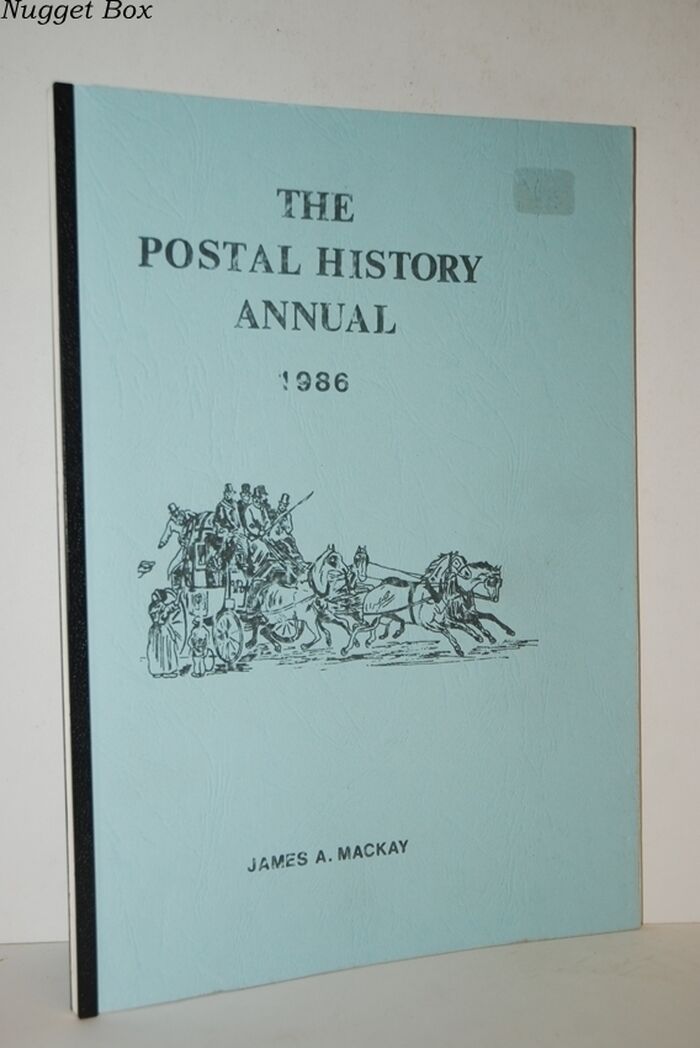 Nugget Box
THE
POSTAL HISTORY
ANNUAL
1986
JAMES A. MACKAY